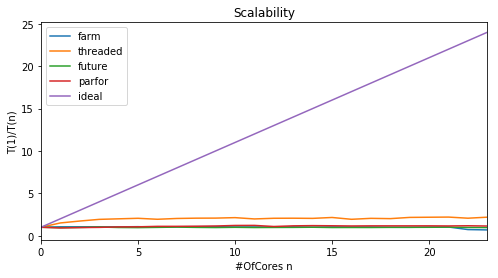 Scalability
farm
threaded
future
parfor
ideal
T(1)/T(n)
25
20
15
10
5
0
0 5 10 15 20
#OfCores n